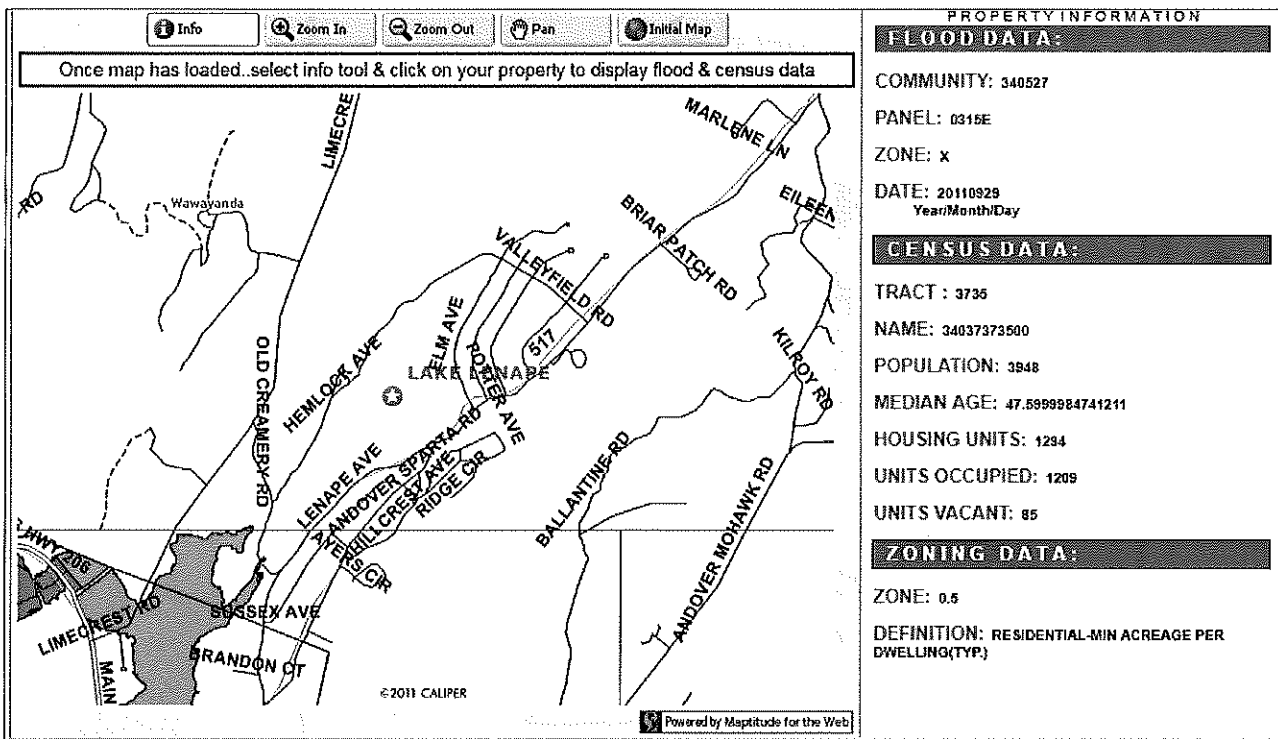 Info
Zoom In
Zoom Out
Pan
Initial Map
Once map has loaded..select info tool & click on your property to display flood & census data
LIMECRE
MARLENE LN
RD
Wawayanda
EILEEN
BRIAR PATCH RD
VALLEYFIELD RD
ELM AVE
517
OLD CREAMERY RD
HEMLOCK AVE
ROTTER AVE
LAKE LENAPE
KILROY RD
LENAPE AVE
ANDOVER SPARTA RD
HILLCREST AVE
RIDGE CIR
BALLANTINE RD
AYERS CIR
ANDOVER MOHAWK RD
HWY 206
LIMECREST RD
SUSSEX AVE
BRANDON CT
MAIN
©2011 CALIPER
Powered by Maptitude for the Web
PROPERTY INFORMATION
FLOOD DATA:
COMMUNITY: 340527
PANEL: 0315E
ZONE: X
DATE: 20110929
Year/Month/Day
CENSUS DATA:
TRACT : 3735
NAME: 34037373500
POPULATION: 3948
MEDIAN AGE: 47.5999984741211
HOUSING UNITS: 1294
UNITS OCCUPIED: 1209
UNITS VACANT: 85
ZONING DATA:
ZONE: 0.5
DEFINITION: RESIDENTIAL-MIN ACREAGE PER
DWELLING(TYP.)